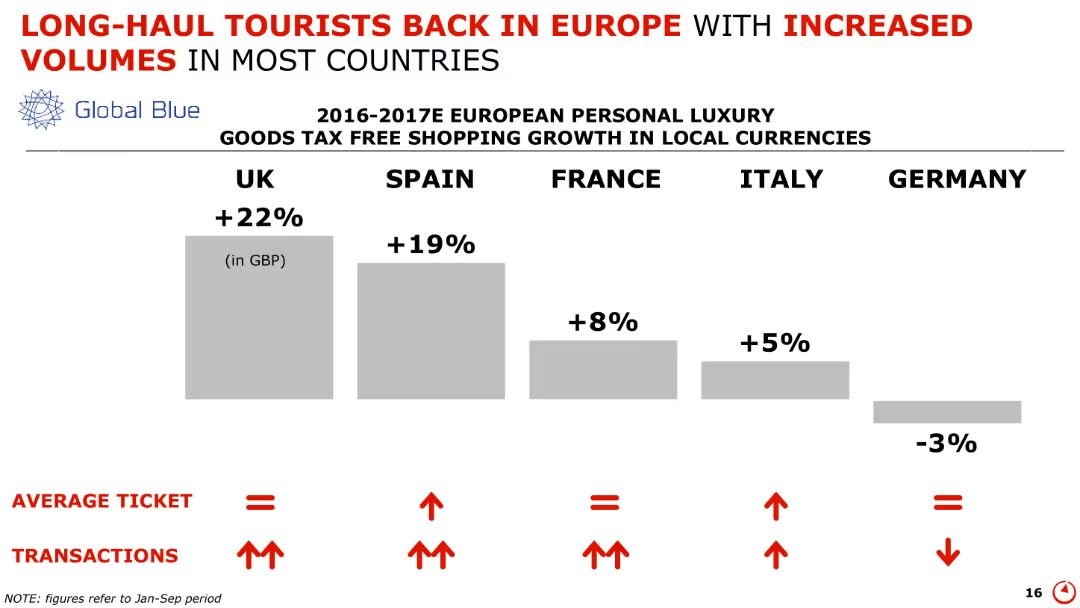 LONG-HAUL TOURISTS BACK IN EUROPE WITH INCREASED
VOLUMES IN MOST COUNTRIES
Global Blue
2016-2017E EUROPEAN PERSONAL LUXURY
GOODS TAX FREE SHOPPING GROWTH IN LOCAL CURRENCIES
UK SPAIN FRANCE ITALY GERMANY
+22%
+19%
(in GBP)
+8%
+5%
-3%
AVERAGE TICKET = ↑ = ↑ =
TRANSACTIONS ↑↑ ↑↑ ↑↑ ↑ ↓
NOTE: figures refer to Jan-Sep period
16